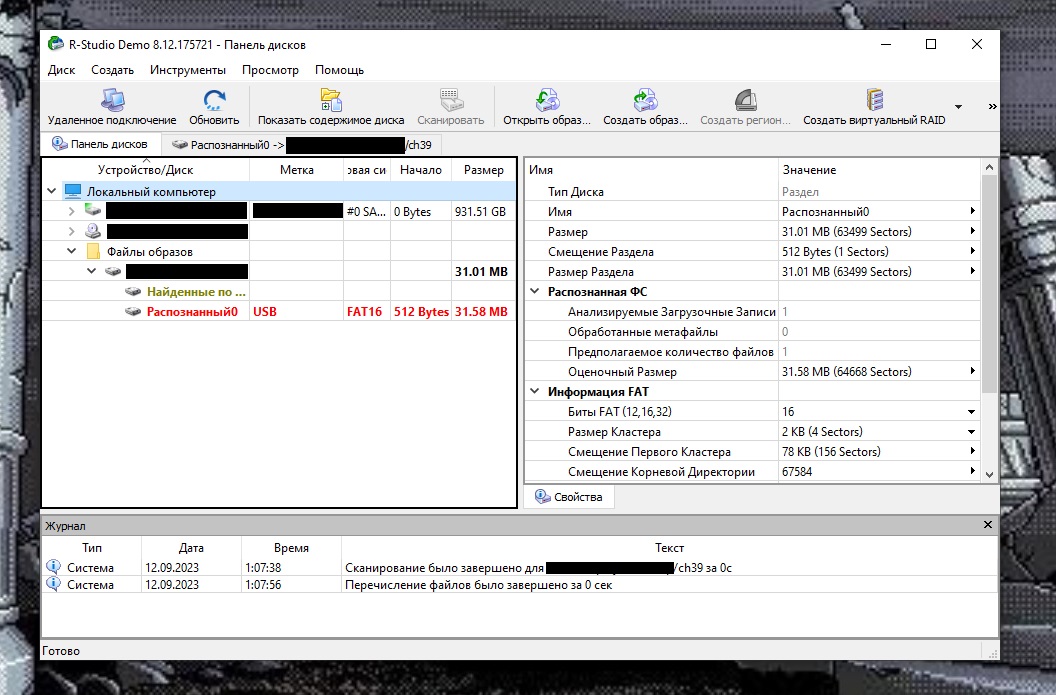 R-Studio Demo 8.12.175721 - Панель дисков
Диск Создать Инструменты Просмотр Помощь
Удаленное подключение Обновить Показать содержимое диска Сканировать Открыть образ... Создать образ... Создать регион... Создать виртуальный RAID »
Панель дисков Распознанный0 -> /ch39
Устройство/Диск Метка эвая си Начало Размер
Локальный компьютер
#0 SA... 0 Bytes 931.51 GB
Файлы образов
31.01 MB
Найденные по ...
Распознанный0 USB FAT16 512 Bytes 31.58 MB
Имя Значение
Тип Диска Раздел
Имя Распознанный0
Размер 31.01 MB (63499 Sectors)
Смещение Раздела 512 Bytes (1 Sectors)
Размер Раздела 31.01 MB (63499 Sectors)
Распознанная ФС
Анализируемые Загрузочные Записи 1
Обработанные метафайлы 0
Предполагаемое количество файлов 1
Оценочный Размер 31.58 MB (64668 Sectors)
Информация FAT
Биты FAT (12,16,32) 16
Размер Кластера 2 KB (4 Sectors)
Смещение Первого Кластера 78 KB (156 Sectors)
Смещение Корневой Директории 67584
Свойства
Журнал
Тип Дата Время Текст
Система 12.09.2023 1:07:38 Сканирование было завершено для /ch39 за 0с
Система 12.09.2023 1:07:56 Перечисление файлов было завершено за 0 сек
Готово